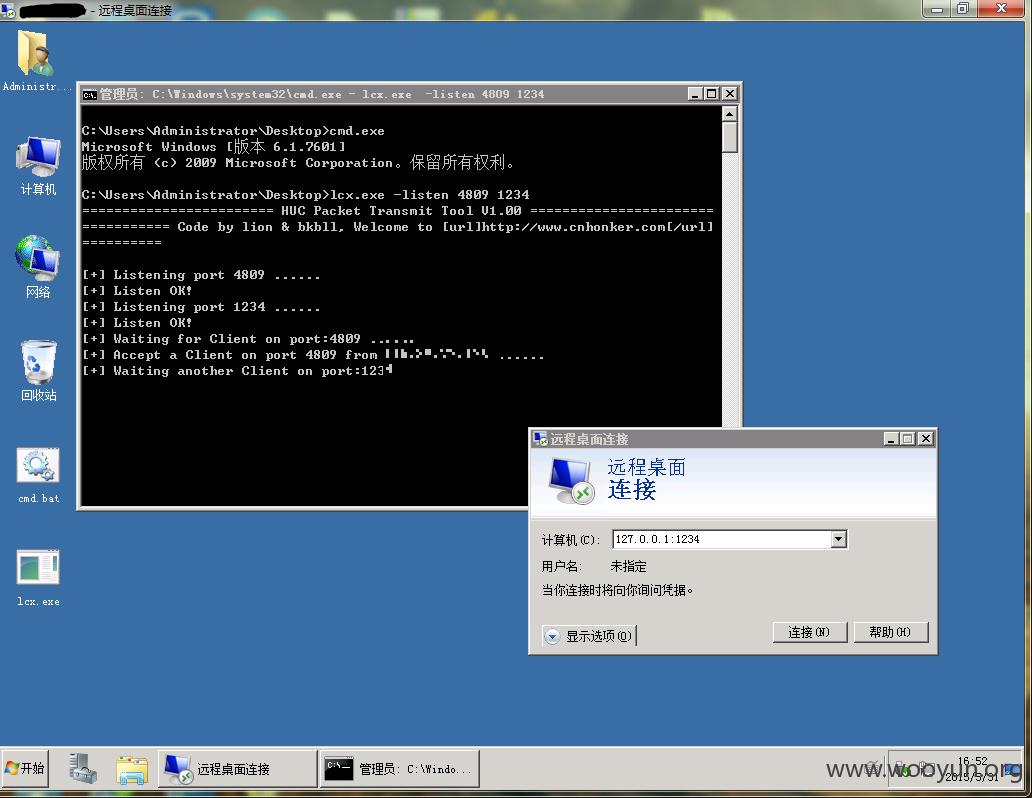 - 远程桌面连接
Administr...
计算机
网络
回收站
cmd.bat
lcx.exe
管理员: C:\Windows\system32\cmd.exe - lcx.exe  -listen 4809 1234
C:\Users\Administrator\Desktop>cmd.exe
Microsoft Windows [版本 6.1.7601]
版权所有 (c) 2009 Microsoft Corporation。保留所有权利。
C:\Users\Administrator\Desktop>lcx.exe -listen 4809 1234
======================== HUC Packet Transmit Tool V1.00 =======================
=========== Code by lion & bkbll, Welcome to [url]http://www.cnhonker.com[/url]
==========
[+] Listening port 4809 ......
[+] Listen OK!
[+] Listening port 1234 ......
[+] Listen OK!
[+] Waiting for Client on port:4809 ......
[+] Accept a Client on port 4809 from ......
[+] Waiting another Client on port:123
远程桌面连接
远程桌面
连接
计算机(C): 127.0.0.1:1234
用户名: 未指定
当你连接时将向你询问凭据。
显示选项(O) 连接(N) 帮助(H)
开始 远程桌面连接 管理员: C:\Windo... 16:52
2015/5/31
www.wooyun.org